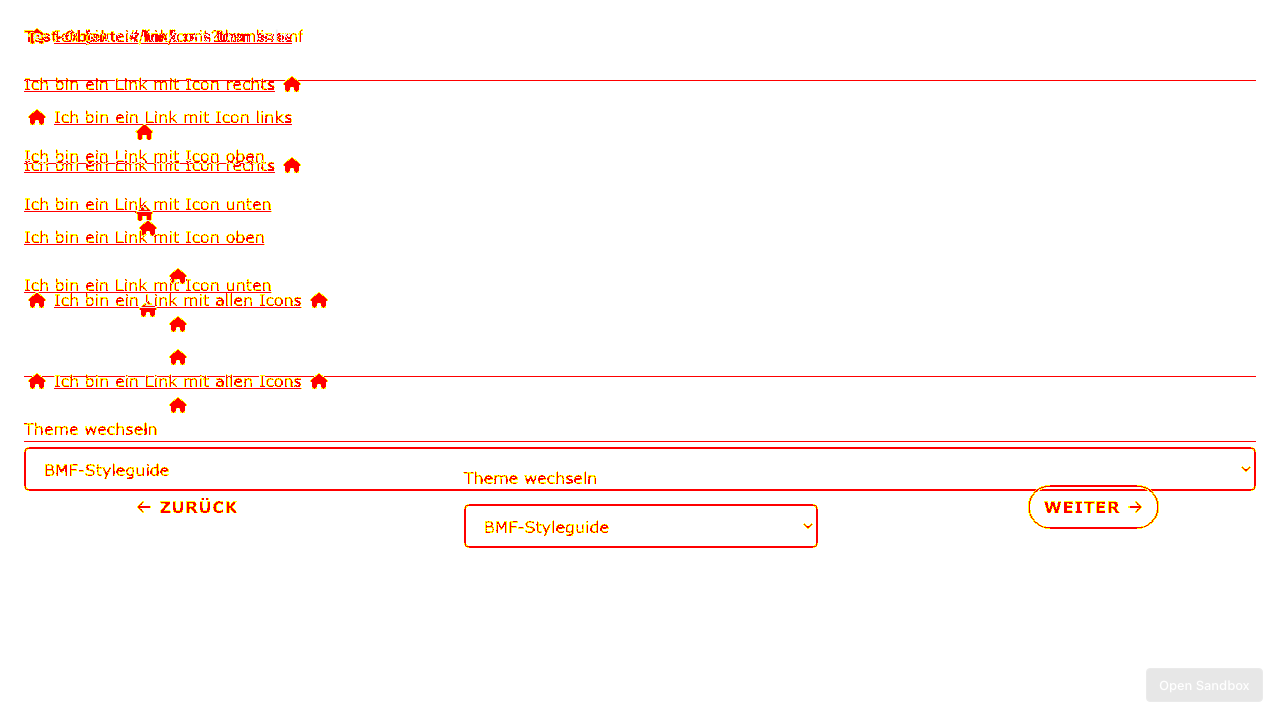 Ich bin ein Link mit Icon rechts
Ich bin ein Link mit Icon links
Ich bin ein Link mit Icon oben
Ich bin ein Link mit Icon rechts
Ich bin ein Link mit Icon unten
Ich bin ein Link mit Icon oben
Ich bin ein Link mit Icon unten
Ich bin ein Link mit allen Icons
Ich bin ein Link mit allen Icons
Theme wechseln
BMF-Styleguide
Theme wechseln
← ZURÜCK
WEITER →
BMF-Styleguide
Open Sandbox